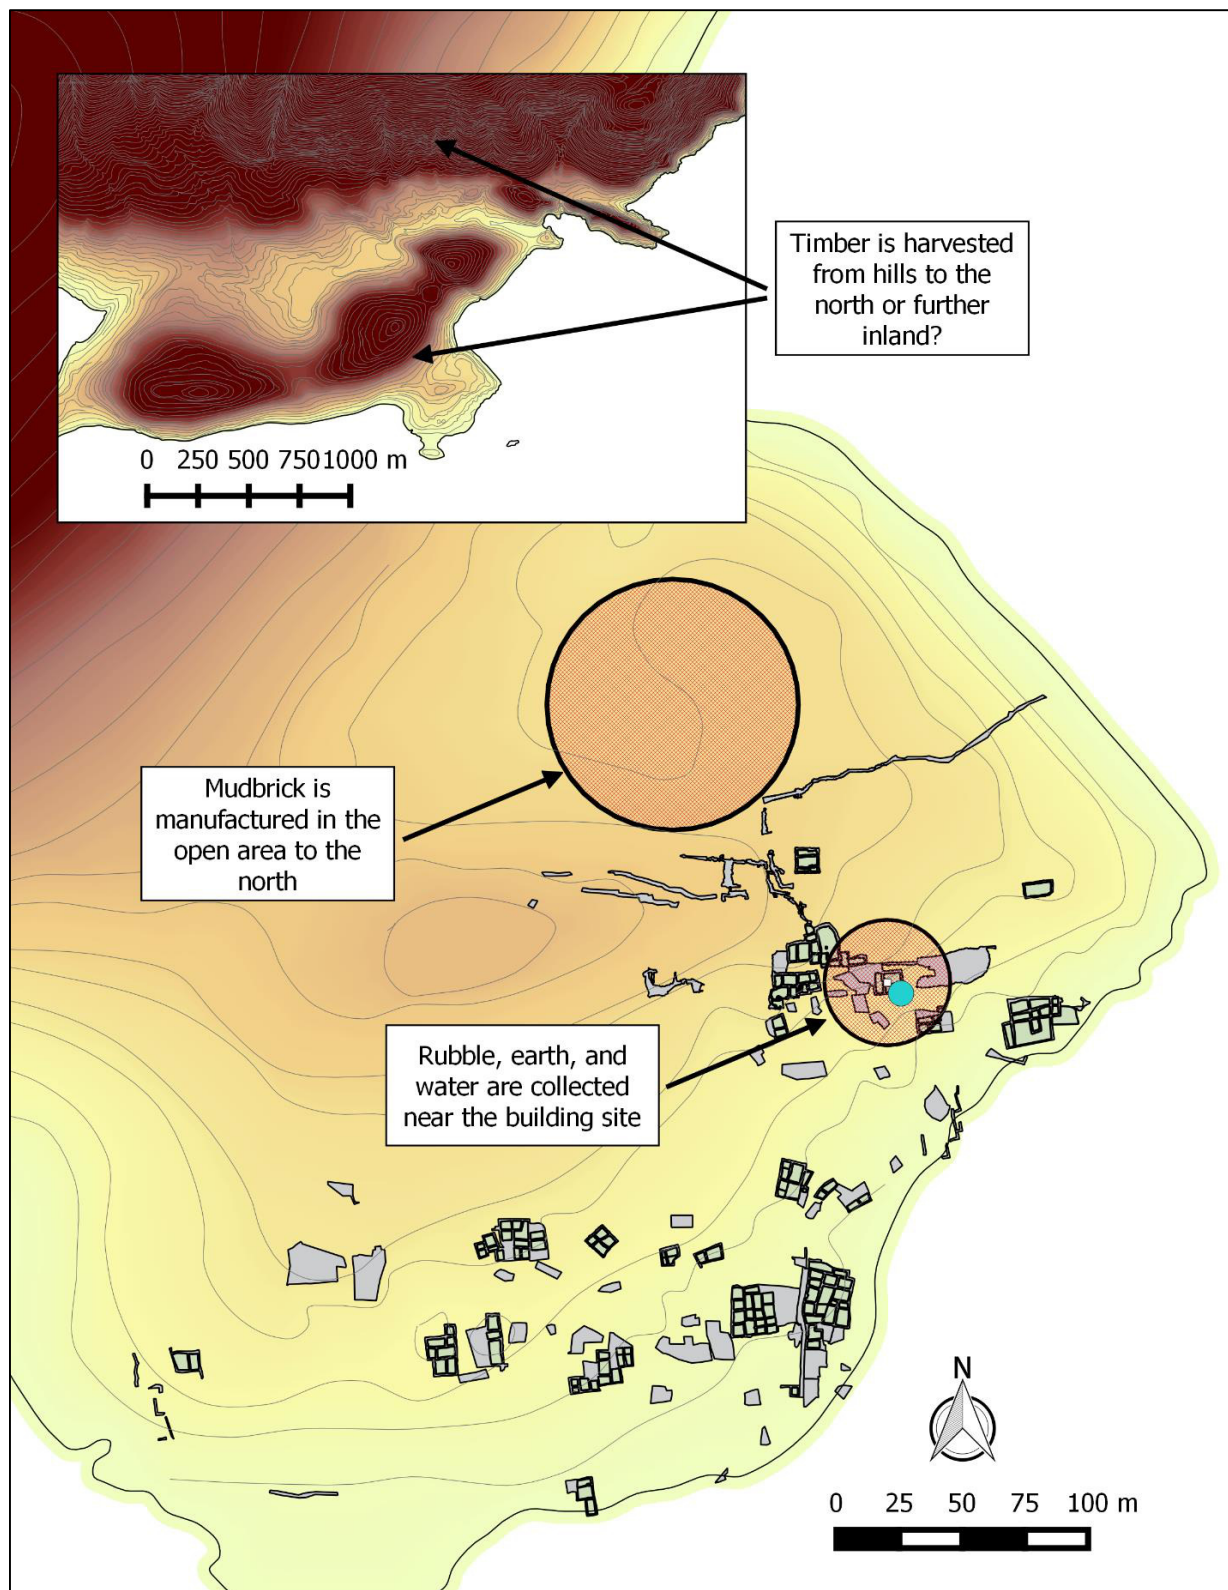 Timber is harvested
from hills to the
north or further
inland?
0 250 500 750 1000 m
Mudbrick is
manufactured in the
open area to the
north
Rubble, earth, and
water are collected
near the building site
N
0 25 50 75 100 m